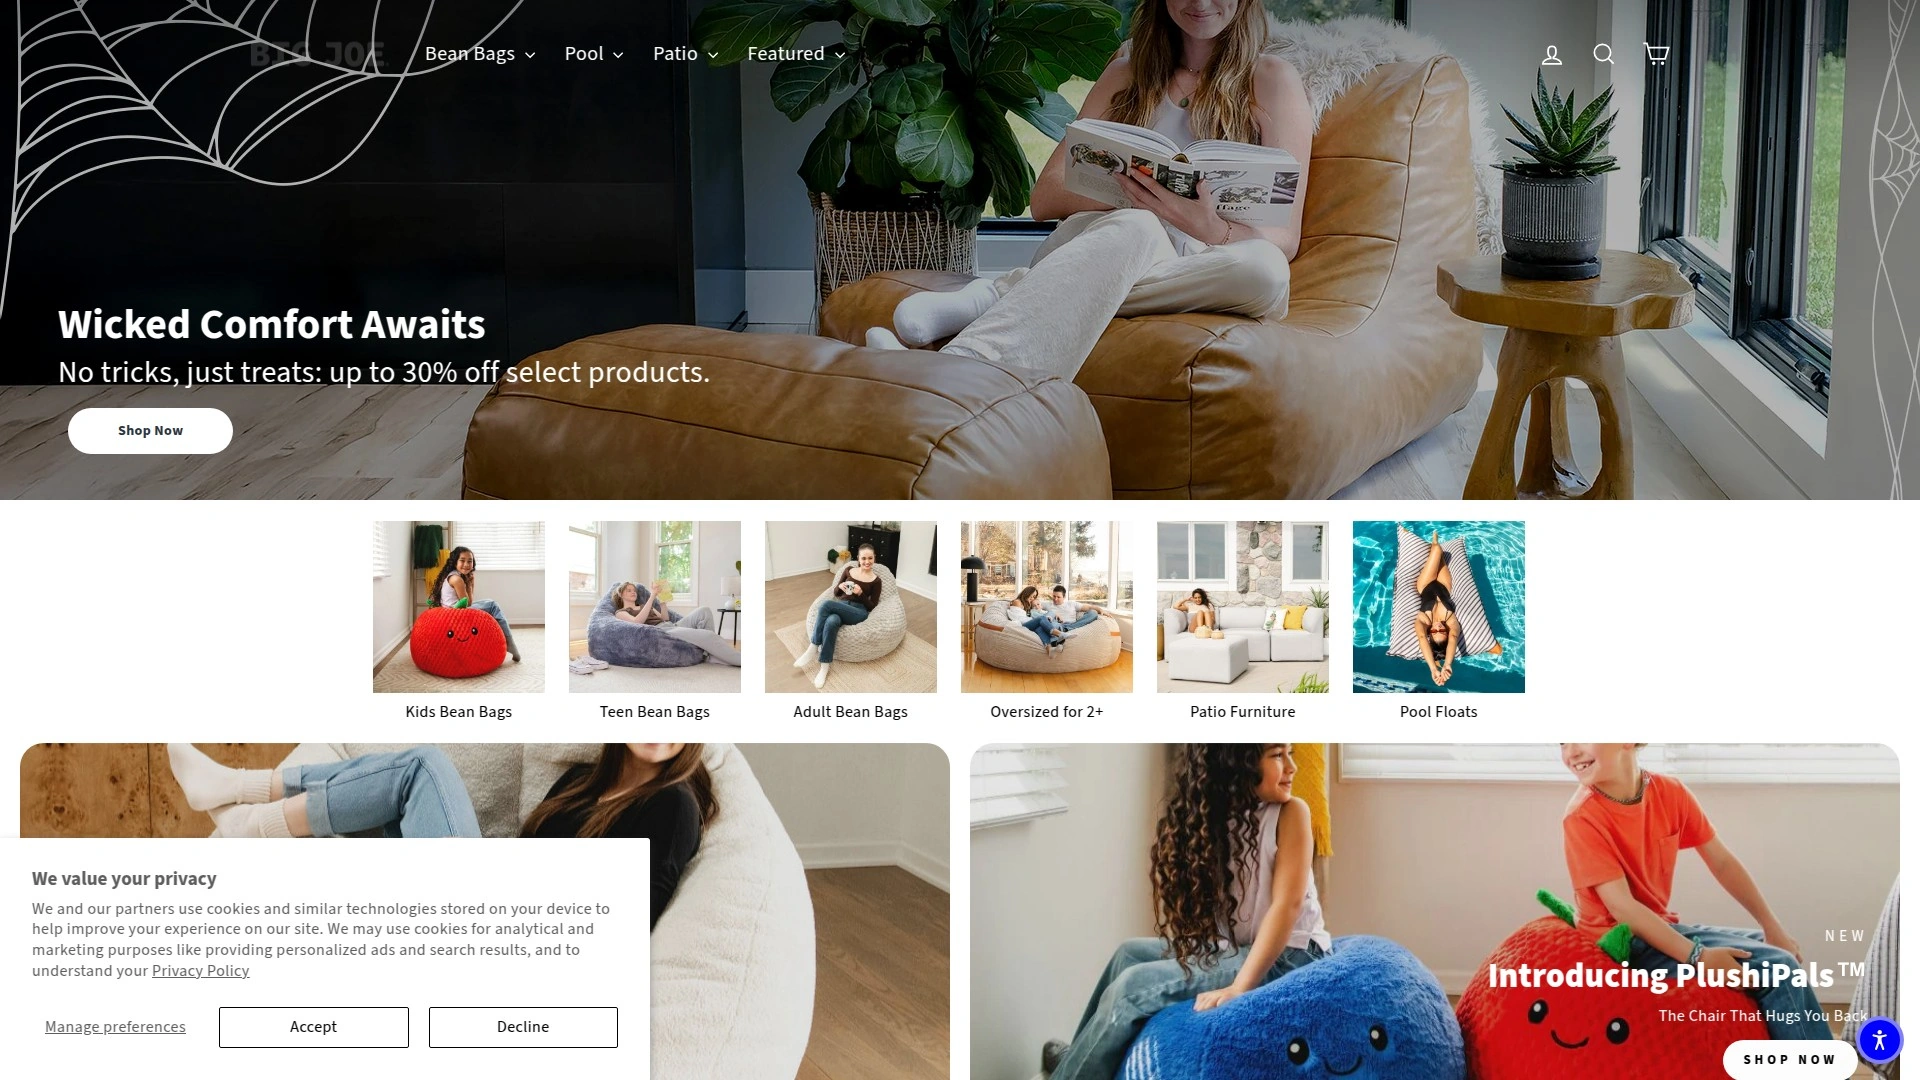 BIG JOE
Bean Bags
Pool
Patio
Featured
Wicked Comfort Awaits
No tricks, just treats: up to 30% off select products.
Shop Now
Kids Bean Bags
Teen Bean Bags
Adult Bean Bags
Oversized for 2+
Patio Furniture
Pool Floats
NEW
Introducing PlushiPals™
The Chair That Hugs You Back
SHOP NOW
We value your privacy
We and our partners use cookies and similar technologies stored on your device to
help improve your experience on our site. We may use cookies for analytical and
marketing purposes like providing personalized ads and search results, and to
understand your Privacy Policy
Manage preferences
Accept
Decline